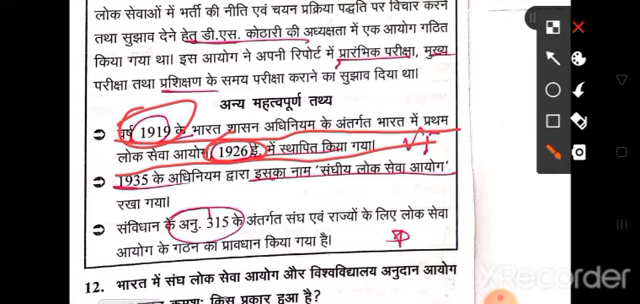 लोक सेवाओं में भर्ती की नीति एवं चयन प्रक्रिया पद्धति पर विचार करने
तथा सुझाव देने हेतु डी.एस. कोठारी की अध्यक्षता में एक आयोग गठित
किया गया था। इस आयोग ने अपनी रिपोर्ट में प्रारंभिक परीक्षा, मुख्य
परीक्षा तथा प्रशिक्षण के समय परीक्षा कराने का सुझाव दिया था।
अन्य महत्वपूर्ण तथ्य
वर्ष 1919 के भारत शासन अधिनियम के अंतर्गत भारत में प्रथम
लोक सेवा आयोग 1926 ई. में स्थापित किया गया।
1935 के अधिनियम द्वारा इसका नाम 'संघीय लोक सेवा आयोग'
रखा गया।
संविधान के अनु. 315 के अंतर्गत संघ एवं राज्यों के लिए लोक सेवा
आयोग के गठन का प्रावधान किया गया है।
12. भारत में संघ लोक सेवा आयोग और विश्वविद्यालय अनुदान आयोग
क्रमशः किस प्रकार हुआ है?
XRecorder